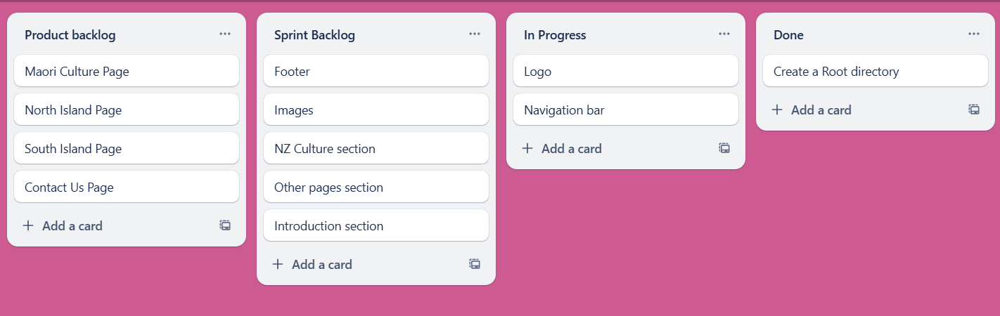 Product backlog
Maori Culture Page
North Island Page
South Island Page
Contact Us Page
Add a card
Sprint Backlog
Footer
Images
NZ Culture section
Other pages section
Introduction section
Add a card
In Progress
Logo
Navigation bar
Add a card
Done
Create a Root directory
Add a card